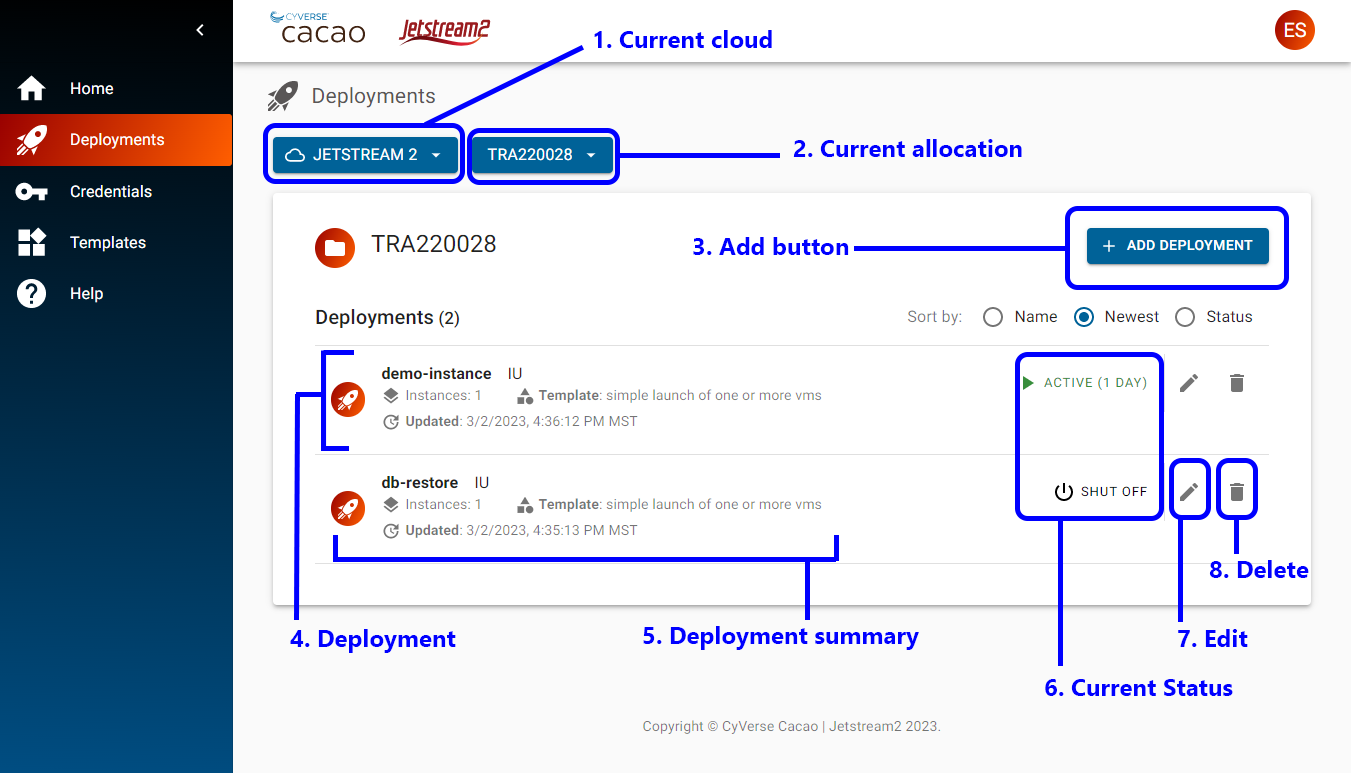 CYVERSE
cacao
Jetstream2
ES
1. Current cloud
Home
Deployments
Credentials
Templates
Help
Deployments
JETSTREAM 2
TRA220028
2. Current allocation
TRA220028
3. Add button
+ ADD DEPLOYMENT
Deployments (2)
Sort by: Name Newest Status
demo-instance IU
Instances: 1 Template: simple launch of one or more vms
Updated: 3/2/2023, 4:36:12 PM MST
ACTIVE (1 DAY)
db-restore IU
Instances: 1 Template: simple launch of one or more vms
Updated: 3/2/2023, 4:35:13 PM MST
SHUT OFF
8. Delete
4. Deployment
5. Deployment summary
7. Edit
6. Current Status
Copyright © CyVerse Cacao | Jetstream2 2023.